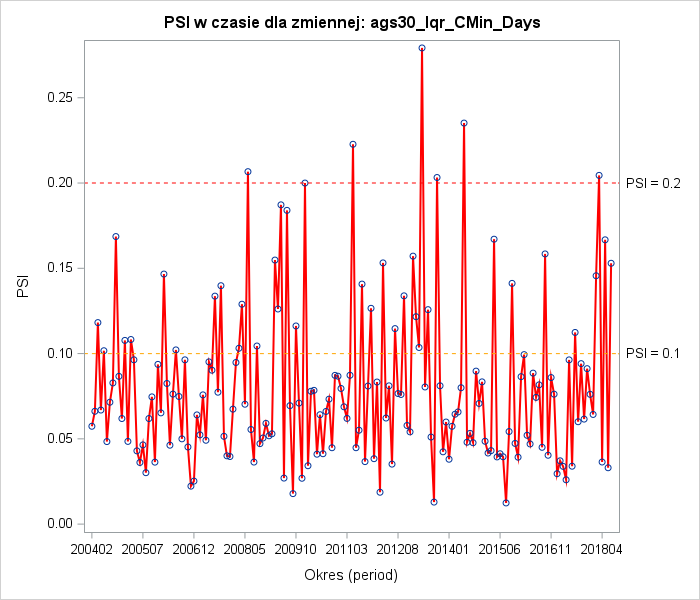 PSI w czasie dla zmiennej: ags30_Iqr_CMin_Days
0.25
0.20
PSI = 0.2
0.15
PSI
0.10
PSI = 0.1
0.05
0.00
200402 200507 200612 200805 200910 201103 201208 201401 201506 201611 201804
Okres (period)